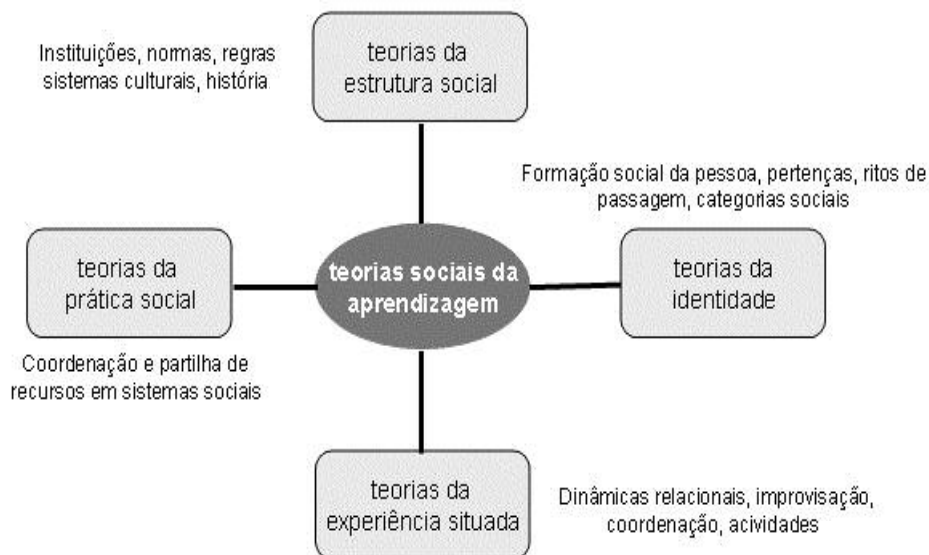 teorias da
estrutura social
Instituições, normas, regras
sistemas culturais, história
Formação social da pessoa, pertenças, ritos de
passagem, categorias sociais
teorias da
prática social
teorias sociais da
aprendizagem
teorias da
identidade
Coordenação e partilha de
recursos em sistemas sociais
teorias da
experiência situada
Dinâmicas relacionais, improvisação,
coordenação, acividades